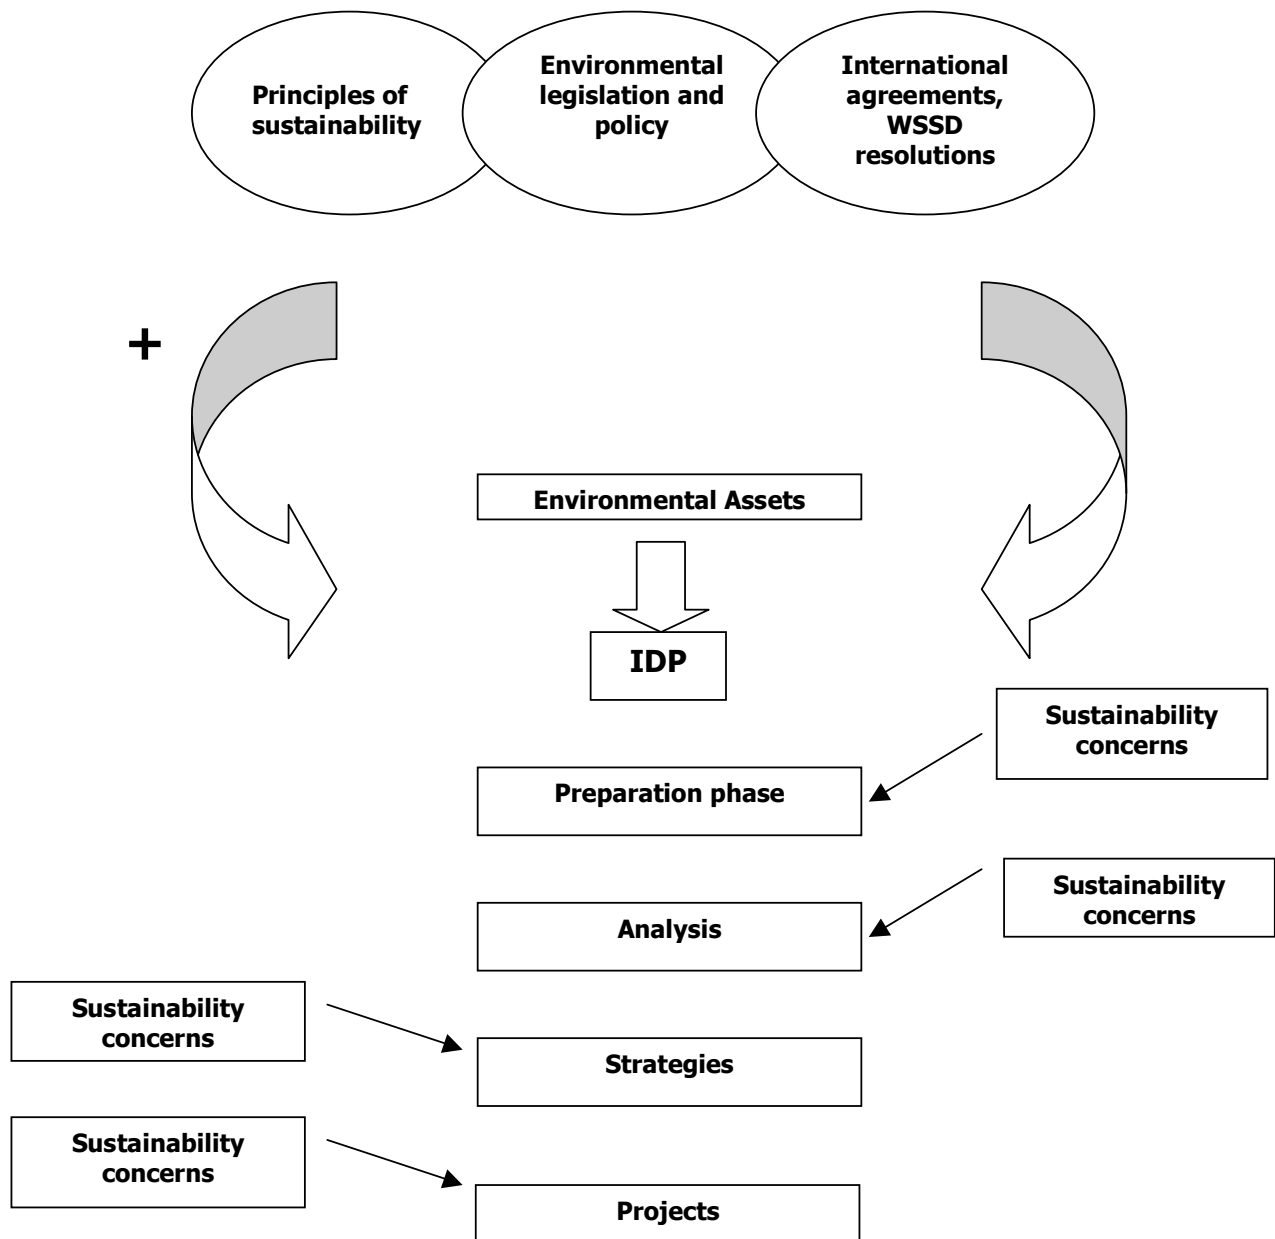 Principles of
sustainability
Environmental
legislation and
policy
International
agreements,
WSSD
resolutions
+
Environmental Assets
IDP
Sustainability
concerns
Preparation phase
Sustainability
concerns
Analysis
Sustainability
concerns
Strategies
Sustainability
concerns
Projects